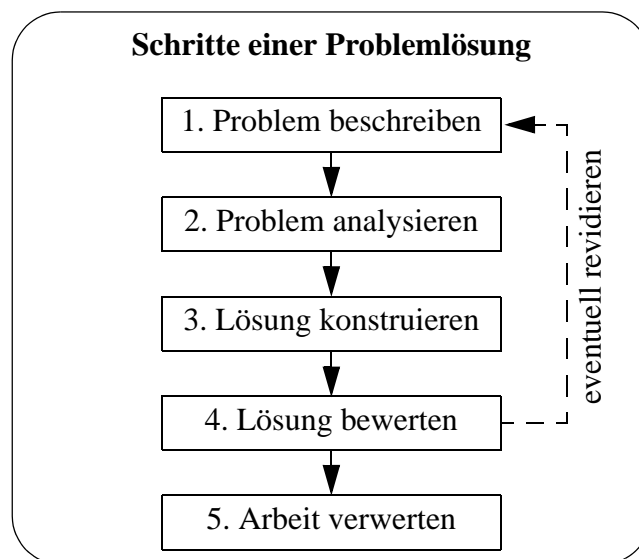 Schritte einer Problemlösung
1. Problem beschreiben
2. Problem analysieren
3. Lösung konstruieren
4. Lösung bewerten
5. Arbeit verwerten
eventuell revidieren